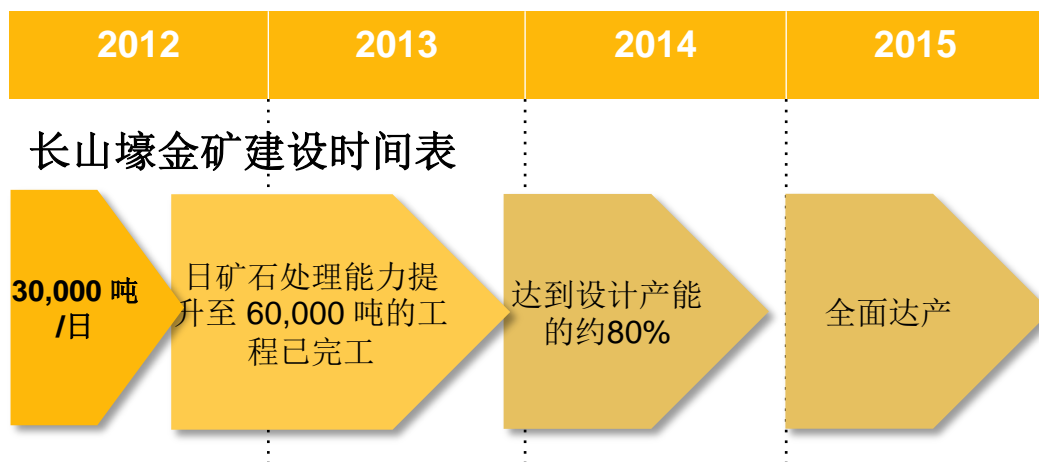 2012
2013
2014
2015
长山壕金矿建设时间表
30,000 吨
/日
日矿石处理能力提
升至 60,000 吨的工
程已完工
达到设计产能
的约80%
全面达产